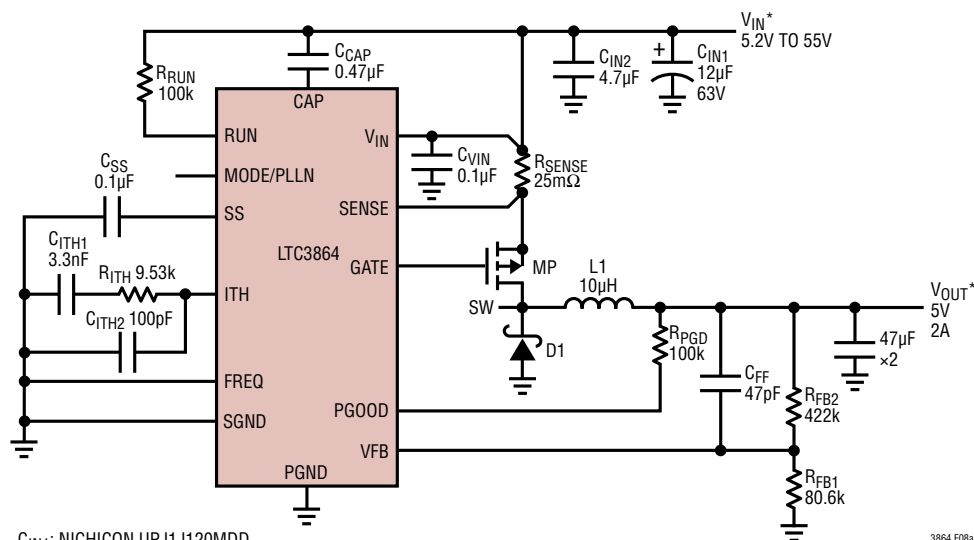 VIN*
5.2V TO 55V
CCAP
0.47µF
CIN2
4.7µF
+
CIN1
12µF
63V
RRUN
100k
CAP
RUN
VIN
CVIN
0.1µF
RSENSE
25mΩ
CSS
0.1µF
MODE/PLLN
SENSE
SS
CITH1
3.3nF
LTC3864
GATE
MP
L1
10µH
RITH 9.53k
ITH
SW
VOUT*
5V
2A
CITH2 100pF
D1
RPGD
100k
47µF
×2
CFF
47pF
FREQ
RFB2
422k
PGOOD
SGND
VFB
PGND
RFB1
80.6k
3864 F08a